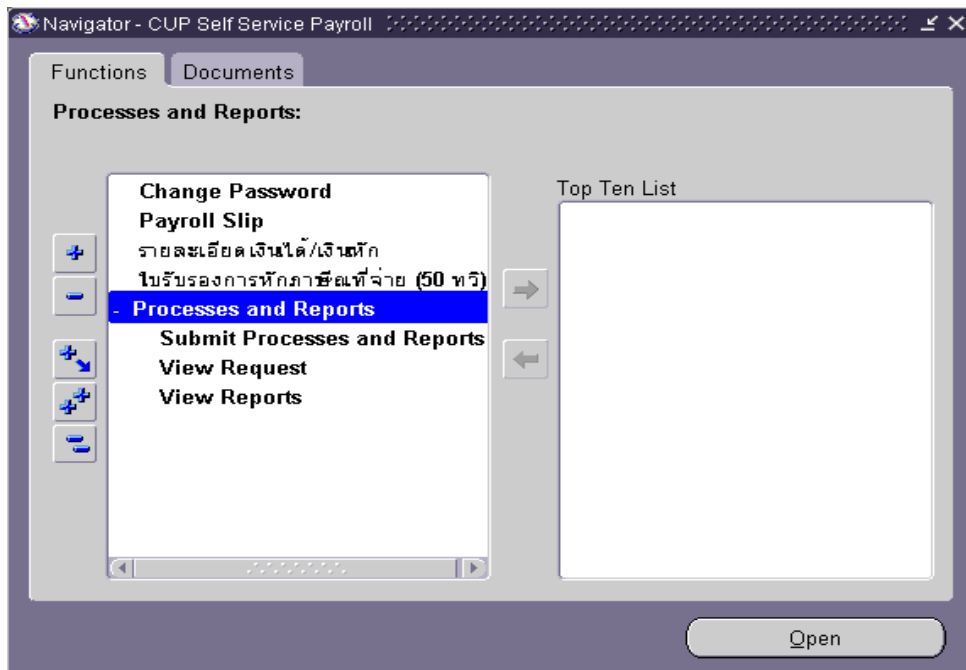 Navigator - CUP Self Service Payroll
Functions Documents
Processes and Reports:
Top Ten List
Change Password
Payroll Slip
รายละเอียดเงินได้/เงินหัก
ใบรับรองการหักภาษีณที่จ่าย (50 ทวิ)
- Processes and Reports
Submit Processes and Reports
View Request
View Reports
Open